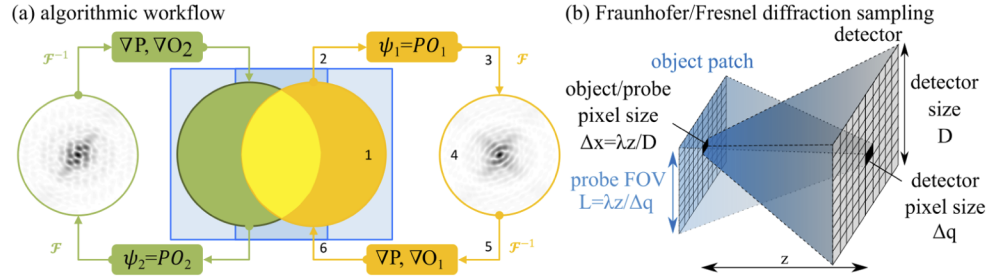 (a) algorithmic workflow
ℱ⁻¹
∇P, ∇O₂
2
ψ₁=PO₁
ℱ
3
1
4
ℱ
ψ₂=PO₂
6
∇P, ∇O₁
5
ℱ⁻¹
(b) Fraunhofer/Fresnel diffraction sampling
detector
object patch
object/probe
pixel size
Δx=λz/D
detector
size
D
probe FOV
L=λz/Δq
detector
pixel size
Δq
z